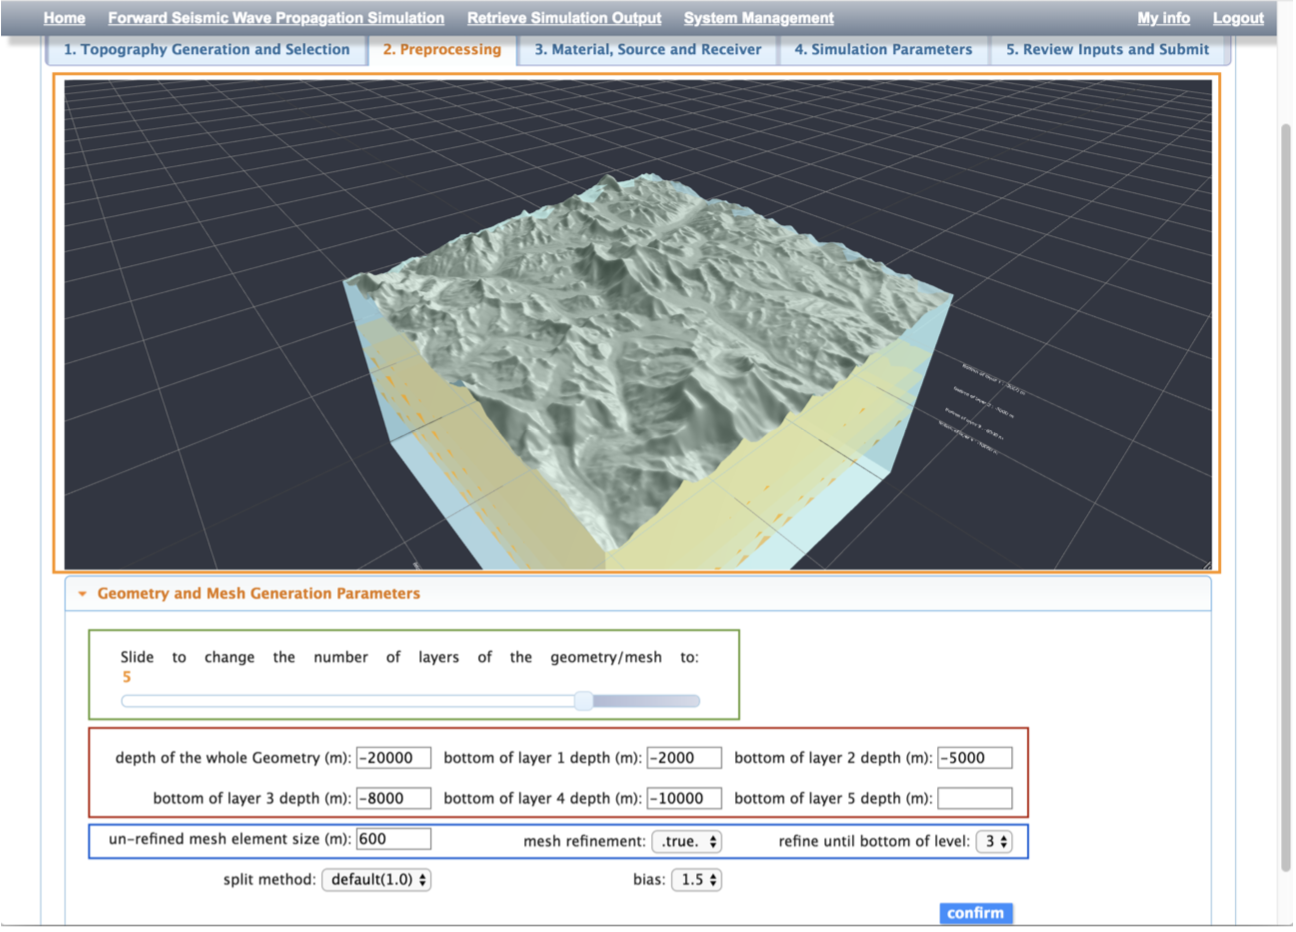 Home Forward Seismic Wave Propagation Simulation Retrieve Simulation Output System Management My info Logout
1. Topography Generation and Selection 2. Preprocessing 3. Material, Source and Receiver 4. Simulation Parameters 5. Review Inputs and Submit
Geometry and Mesh Generation Parameters
Slide to change the number of layers of the geometry/mesh to:
5
depth of the whole Geometry (m): -20000 bottom of layer 1 depth (m): -2000 bottom of layer 2 depth (m): -5000
bottom of layer 3 depth (m): -8000 bottom of layer 4 depth (m): -10000 bottom of layer 5 depth (m):
un-refined mesh element size (m): 600 mesh refinement: .true. refine until bottom of level: 3
split method: default(1.0) bias: 1.5
confirm